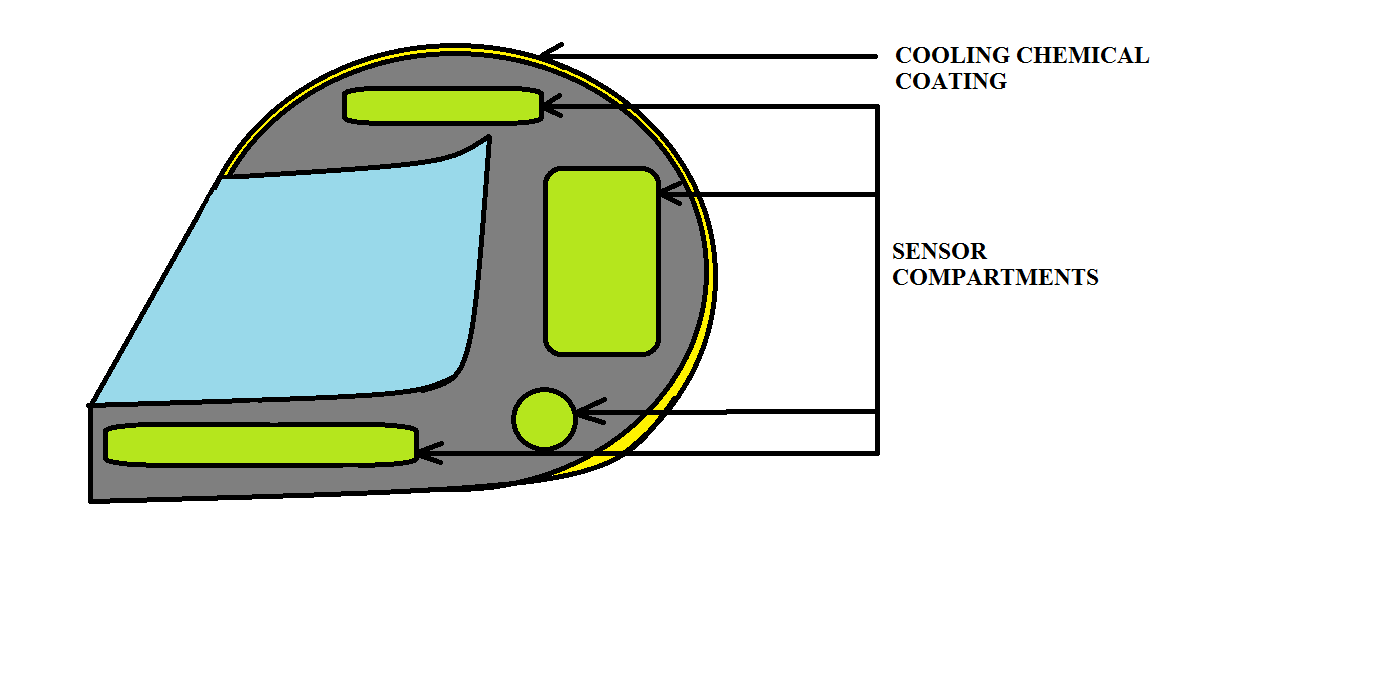 COOLING CHEMICAL
COATING
SENSOR
COMPARTMENTS